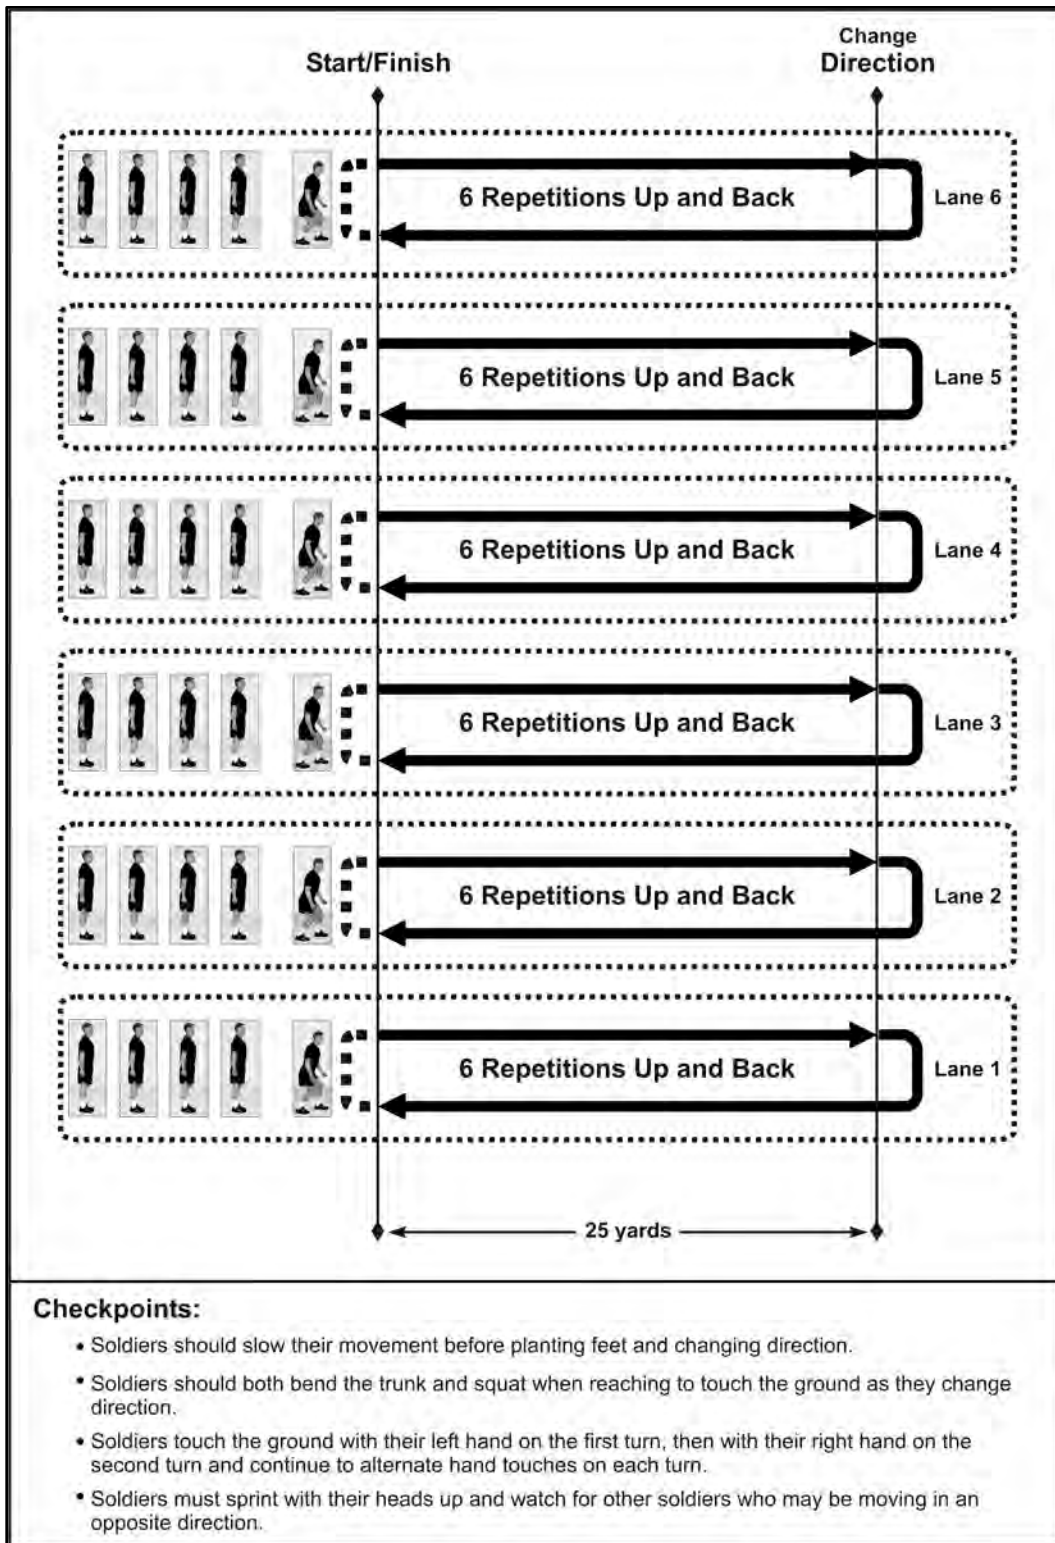 Start/Finish
Change
Direction
6 Repetitions Up and Back
Lane 6
6 Repetitions Up and Back
Lane 5
6 Repetitions Up and Back
Lane 4
6 Repetitions Up and Back
Lane 3
6 Repetitions Up and Back
Lane 2
6 Repetitions Up and Back
Lane 1
25 yards
Checkpoints:
• Soldiers should slow their movement before planting feet and changing direction.
• Soldiers should both bend the trunk and squat when reaching to touch the ground as they change
direction.
• Soldiers touch the ground with their left hand on the first turn, then with their right hand on the
second turn and continue to alternate hand touches on each turn.
• Soldiers must sprint with their heads up and watch for other soldiers who may be moving in an
opposite direction.